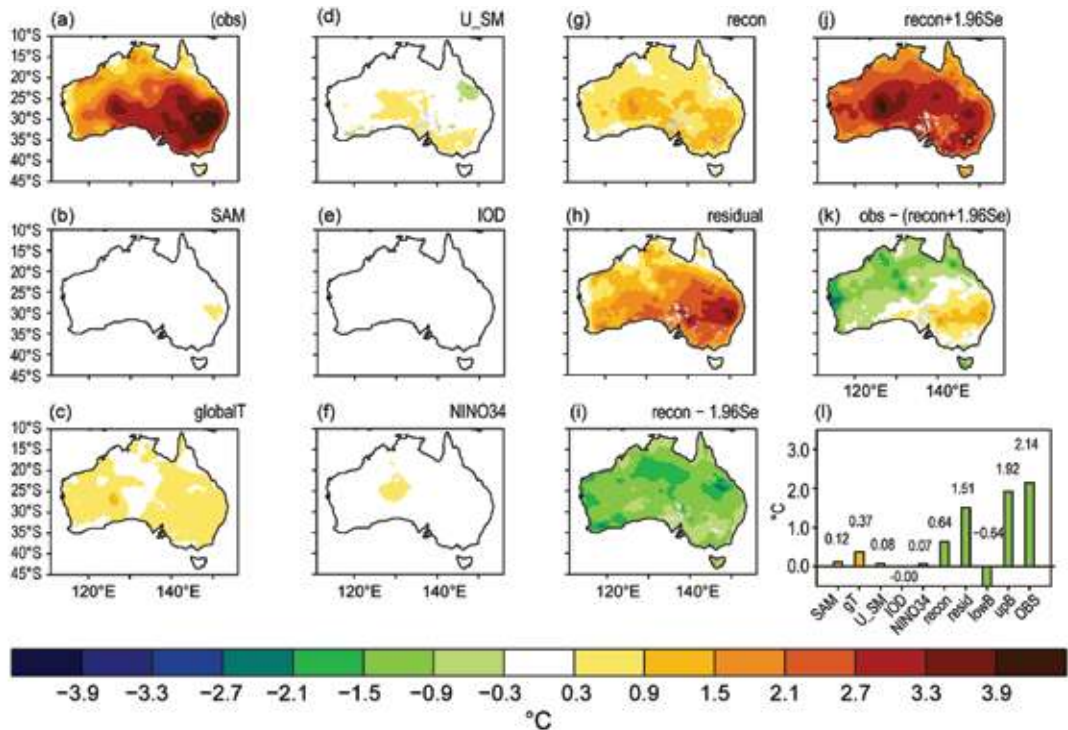 (a) (obs) (d) U_SM (g) recon (j) recon+1.96Se
10°S
15°S
20°S
25°S
30°S
35°S
40°S
45°S
(b) SAM (e) IOD (h) residual (k) obs − (recon+1.96Se)
10°S
15°S
20°S
25°S
30°S
35°S
40°S
45°S
120°E 140°E
(c) globalT (f) NINO34 (i) recon − 1.96Se (l)
10°S
15°S
20°S
25°S
30°S
35°S
40°S
45°S
120°E 140°E 120°E 140°E 120°E 140°E
°C
3.0
2.0
1.0
0.0
0.12 0.37 0.08 -0.00 0.07 0.64 1.51 −0.54 1.92 2.14
SAM gT U_SM IOD NINO34 recon resid lowB upB OBS
−3.9 −3.3 −2.7 −2.1 −1.5 −0.9 −0.3 0.3 0.9 1.5 2.1 2.7 3.3 3.9
°C